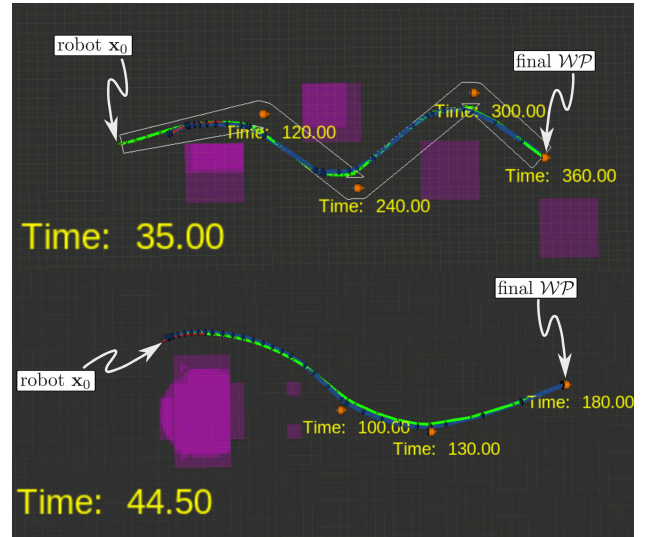 robot x₀
final WP
Time: 300.00
Time: 120.00
Time: 360.00
Time: 240.00
Time: 35.00
final WP
robot x₀
Time: 180.00
Time: 100.00
Time: 130.00
Time: 44.50